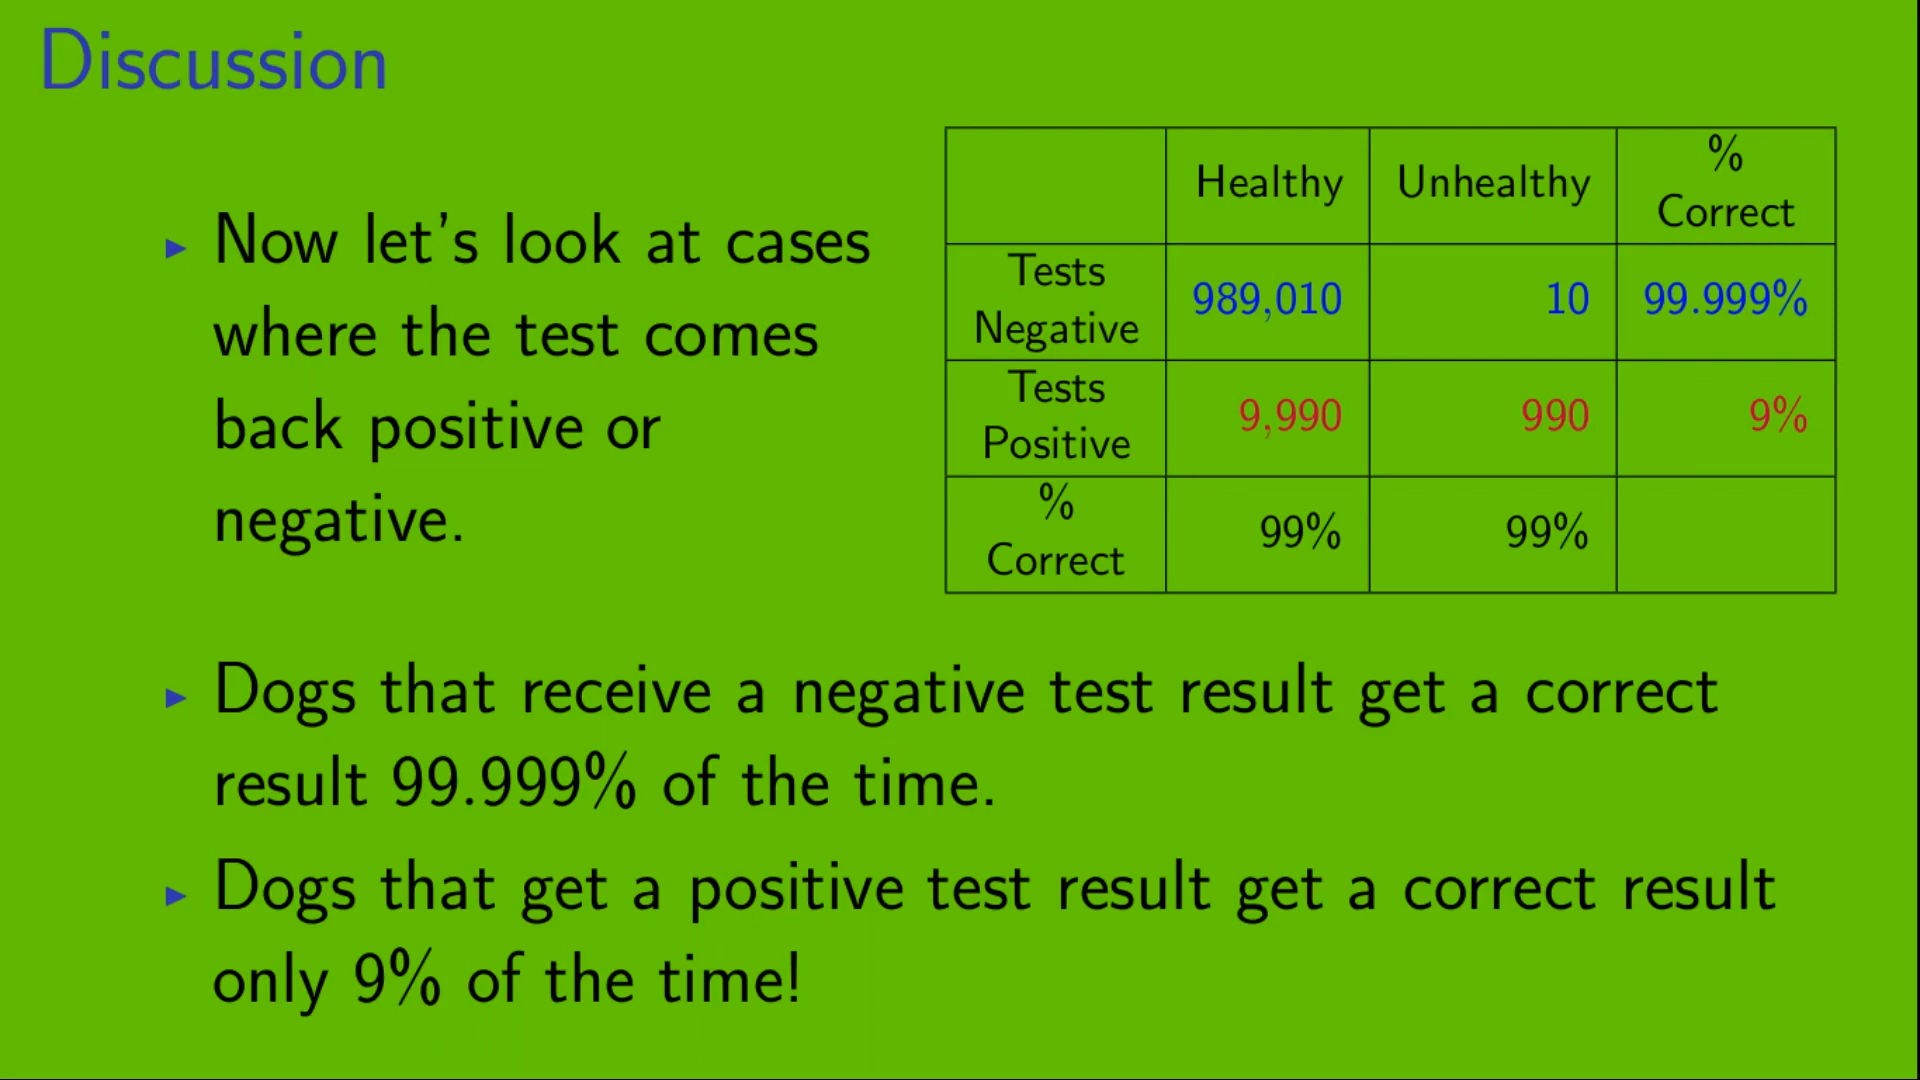 Discussion
▸ Now let's look at cases
where the test comes
back positive or
negative.
Healthy Unhealthy % Correct
Tests Negative 989,010 10 99.999%
Tests Positive 9,990 990 9%
% Correct 99% 99%
▸ Dogs that receive a negative test result get a correct
result 99.999% of the time.
▸ Dogs that get a positive test result get a correct result
only 9% of the time!